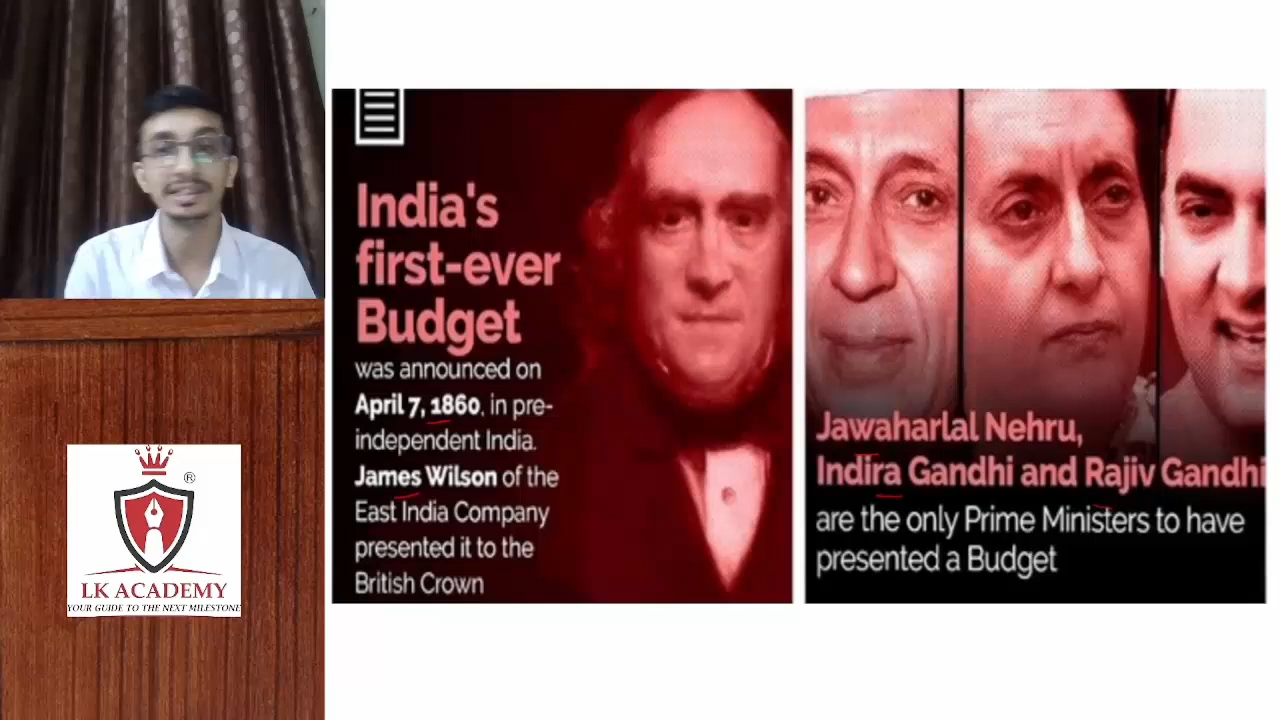 India's
first-ever
Budget
was announced on
April 7, 1860, in pre-
independent India.
James Wilson of the
East India Company
presented it to the
British Crown
Jawaharlal Nehru,
Indira Gandhi and Rajiv Gandhi
are the only Prime Ministers to have
presented a Budget
®
LK ACADEMY
YOUR GUIDE TO THE NEXT MILESTONE